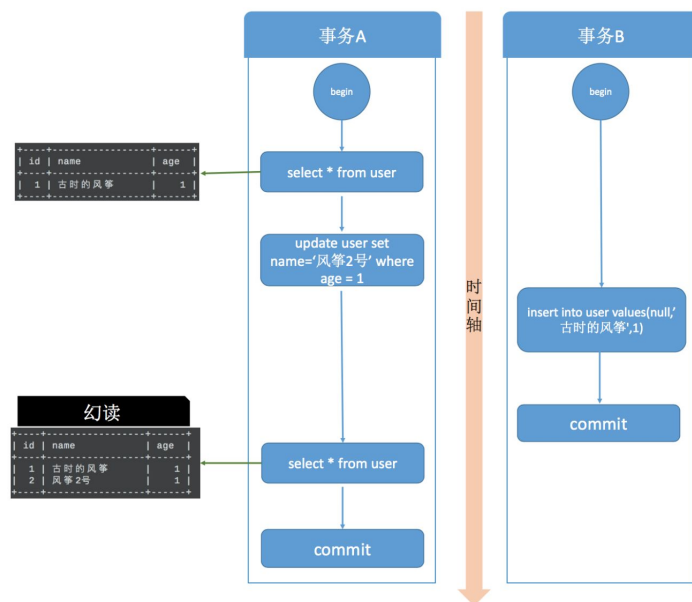 事务A
事务B
begin
begin
+----+-----------------+------+
| id | name | age |
+----+-----------------+------+
| 1 | 古时的风筝 | 1 |
+----+-----------------+------+
select * from user
update user set
name=‘风筝2号’ where
age = 1
时间轴
insert into user values(null,’
古时的风筝',1)
幻读
commit
+----+-----------------+------+
| id | name | age |
+----+-----------------+------+
| 1 | 古时的风筝 | 1 |
| 2 | 风筝2号 | 1 |
+----+-----------------+------+
select * from user
commit